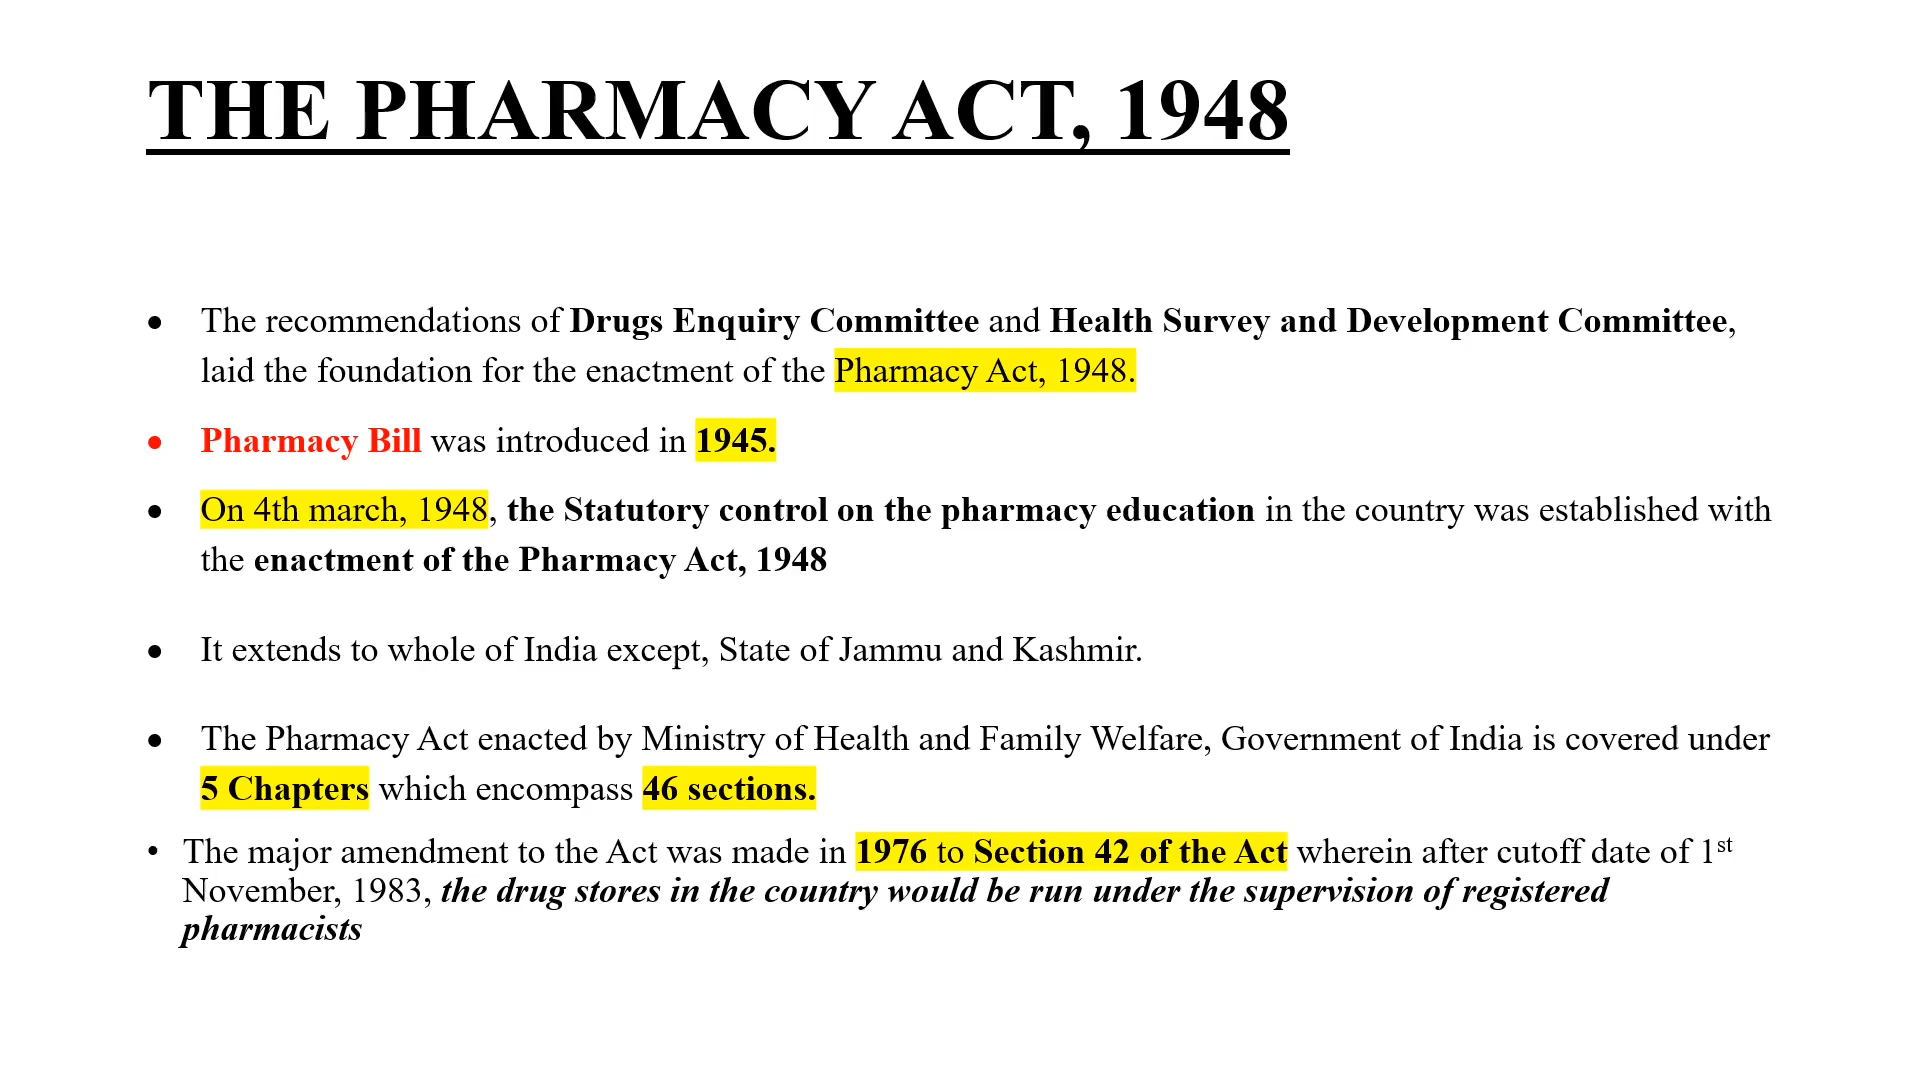 THE PHARMACY ACT, 1948
• The recommendations of Drugs Enquiry Committee and Health Survey and Development Committee,
laid the foundation for the enactment of the Pharmacy Act, 1948.
• Pharmacy Bill was introduced in 1945.
• On 4th march, 1948, the Statutory control on the pharmacy education in the country was established with
the enactment of the Pharmacy Act, 1948
• It extends to whole of India except, State of Jammu and Kashmir.
• The Pharmacy Act enacted by Ministry of Health and Family Welfare, Government of India is covered under
5 Chapters which encompass 46 sections.
• The major amendment to the Act was made in 1976 to Section 42 of the Act wherein after cutoff date of 1st
November, 1983, the drug stores in the country would be run under the supervision of registered
pharmacists